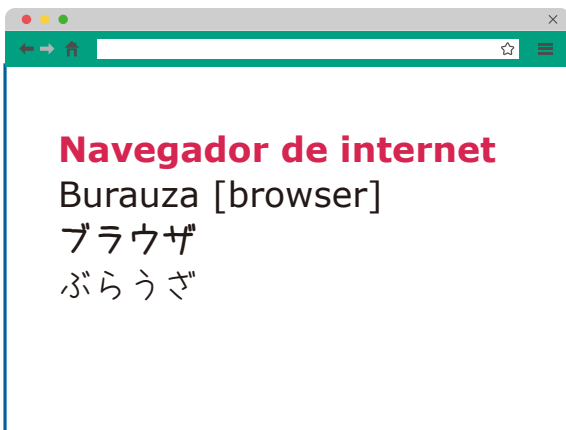 Navegador de internet
Burauza [browser]
ブラウザ
ぶらうざ